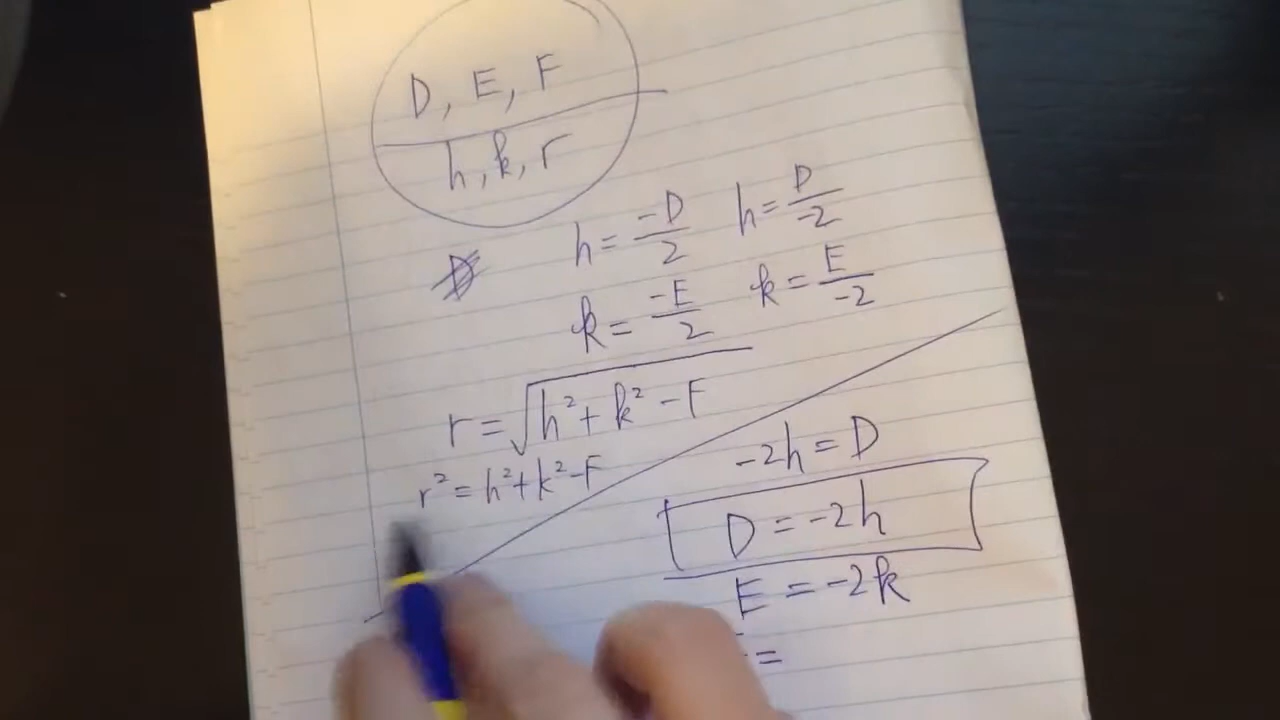 D, E, F
h, k, r
h = -D/2 h = D/-2
k = -E/2 k = E/-2
r = √(h² + k² - F)
r² = h² + k² - F
-2h = D
D = -2h
E = -2k
=